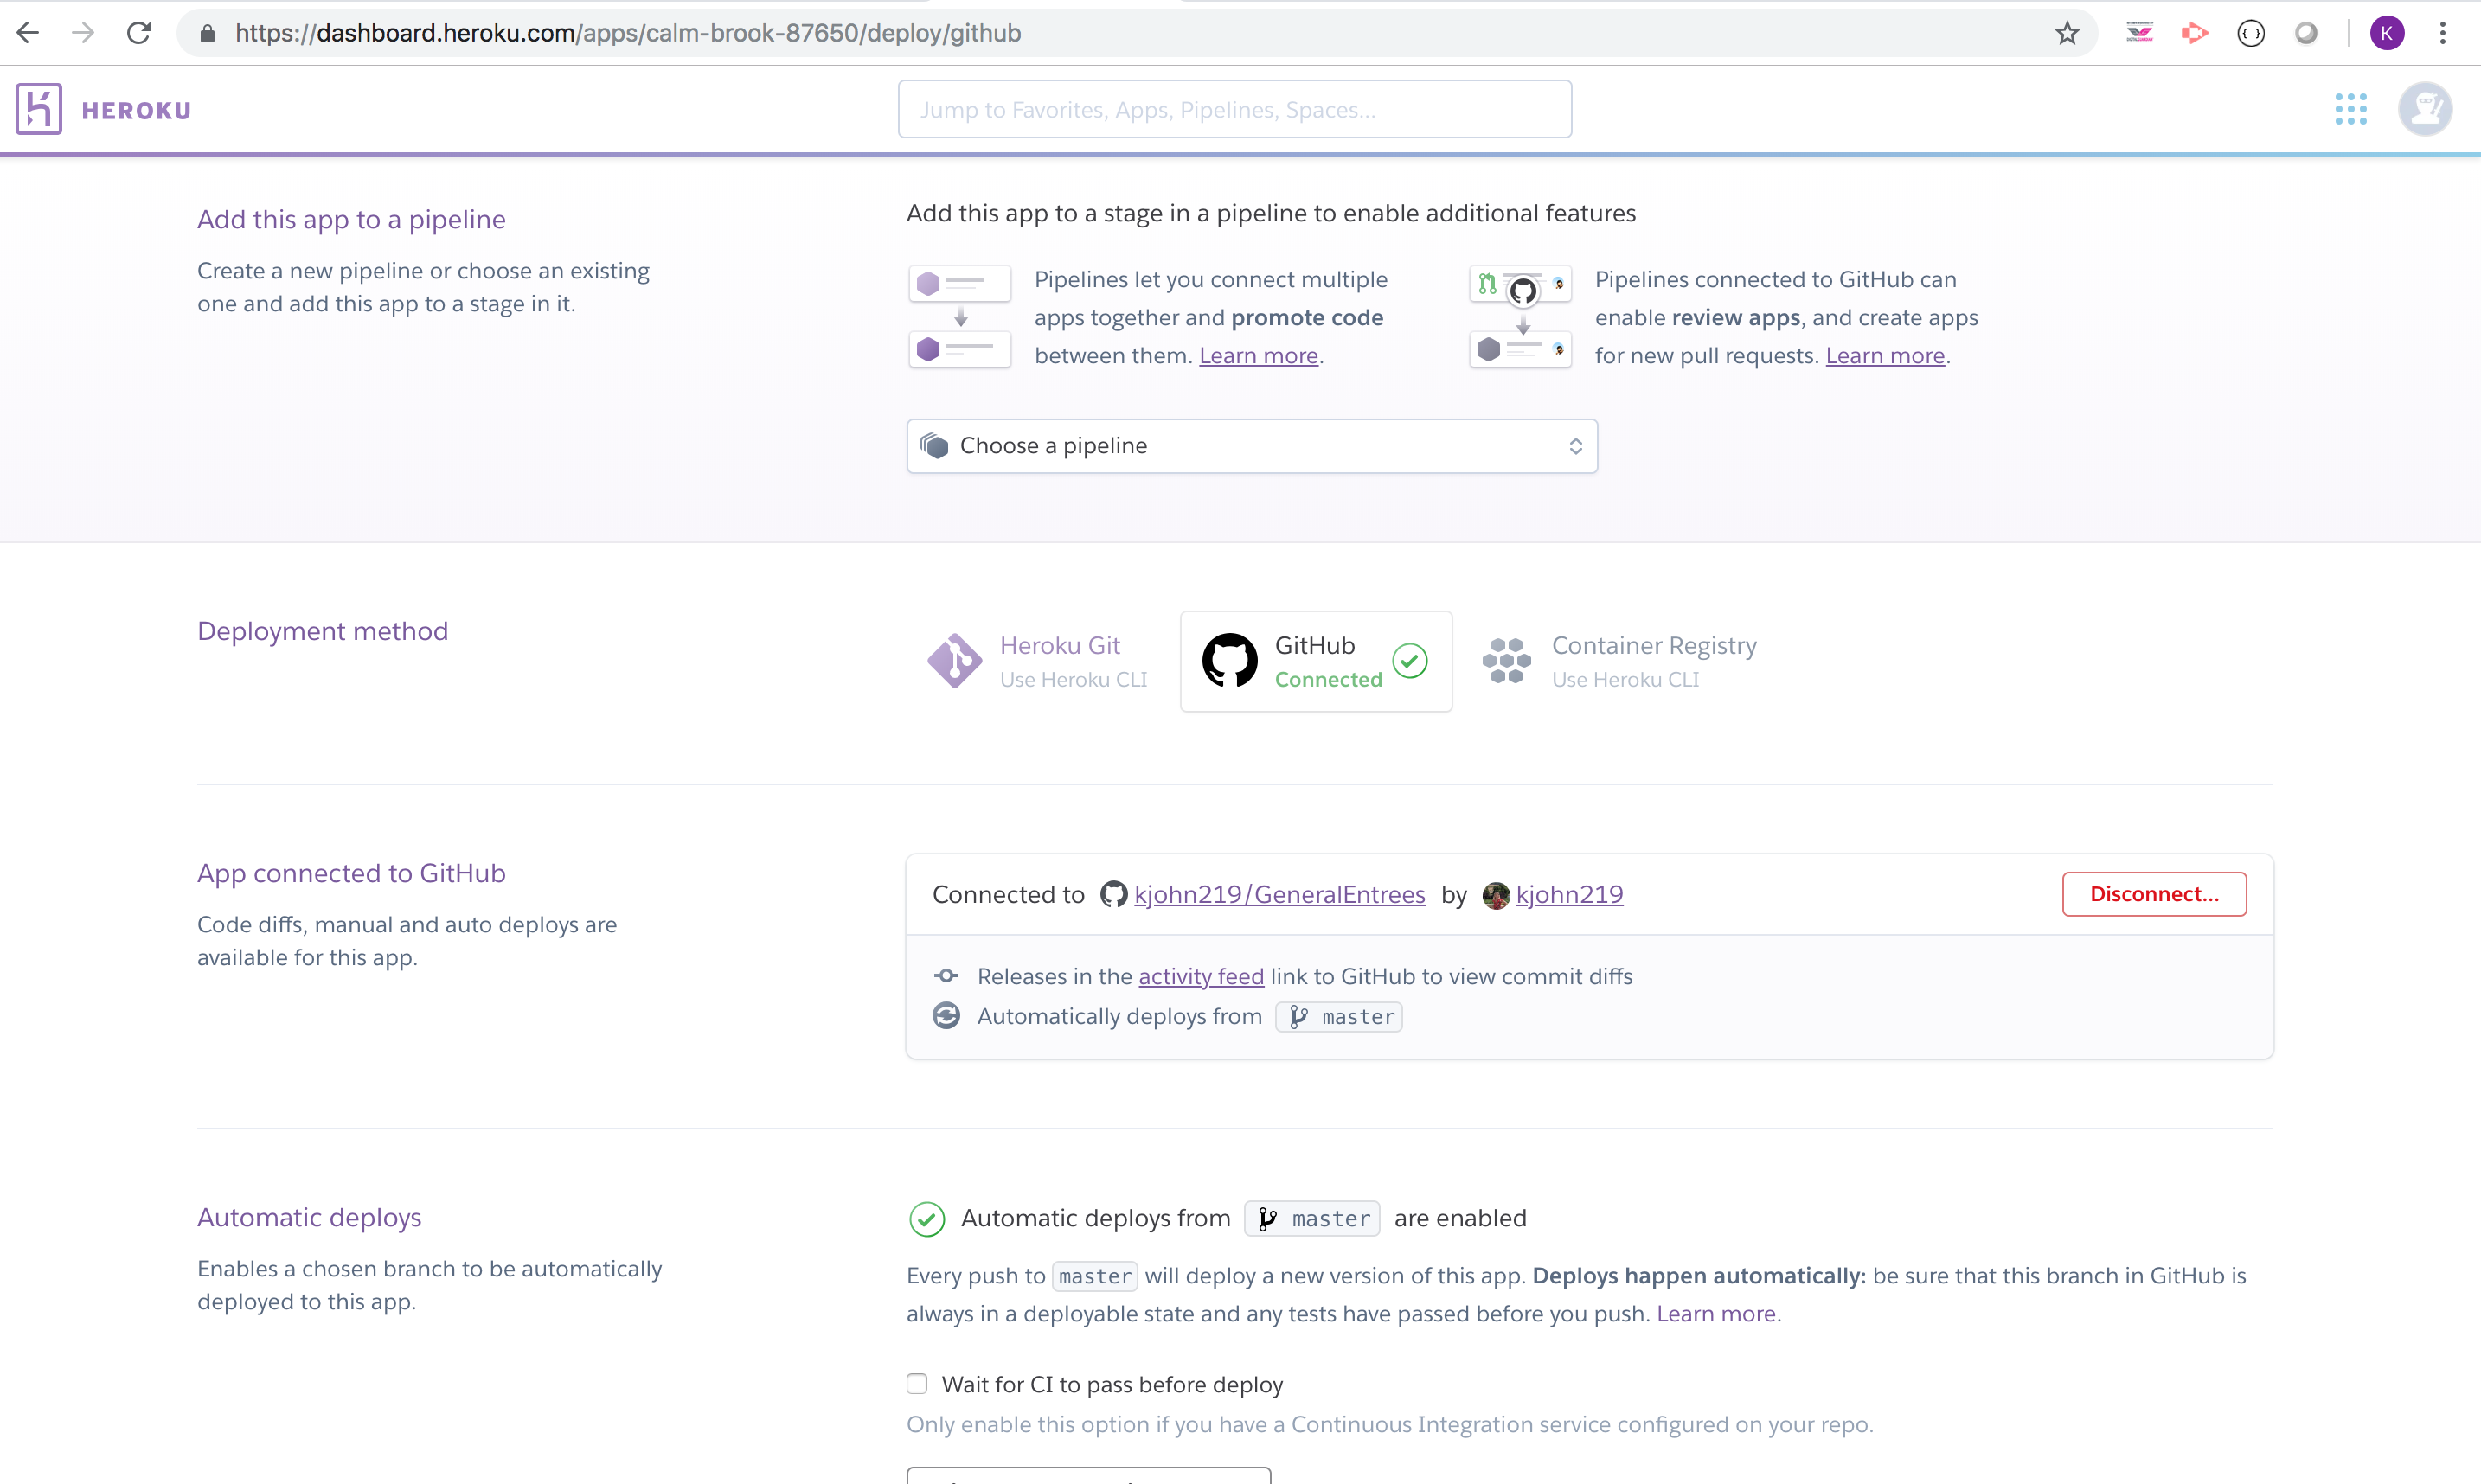 https://dashboard.heroku.com/apps/calm-brook-87650/deploy/github
K
HEROKU
Jump to Favorites, Apps, Pipelines, Spaces...
Add this app to a pipeline
Create a new pipeline or choose an existing
one and add this app to a stage in it.
Add this app to a stage in a pipeline to enable additional features
Pipelines let you connect multiple
apps together and promote code
between them. Learn more.
Pipelines connected to GitHub can
enable review apps, and create apps
for new pull requests. Learn more.
Choose a pipeline
Deployment method
Heroku Git
Use Heroku CLI
GitHub
Connected
Container Registry
Use Heroku CLI
App connected to GitHub
Code diffs, manual and auto deploys are
available for this app.
Connected to kjohn219/GeneralEntrees by kjohn219
Disconnect...
Releases in the activity feed link to GitHub to view commit diffs
Automatically deploys from master
Automatic deploys
Enables a chosen branch to be automatically
deployed to this app.
Automatic deploys from master are enabled
Every push to master will deploy a new version of this app. Deploys happen automatically: be sure that this branch in GitHub is
always in a deployable state and any tests have passed before you push. Learn more.
Wait for CI to pass before deploy
Only enable this option if you have a Continuous Integration service configured on your repo.